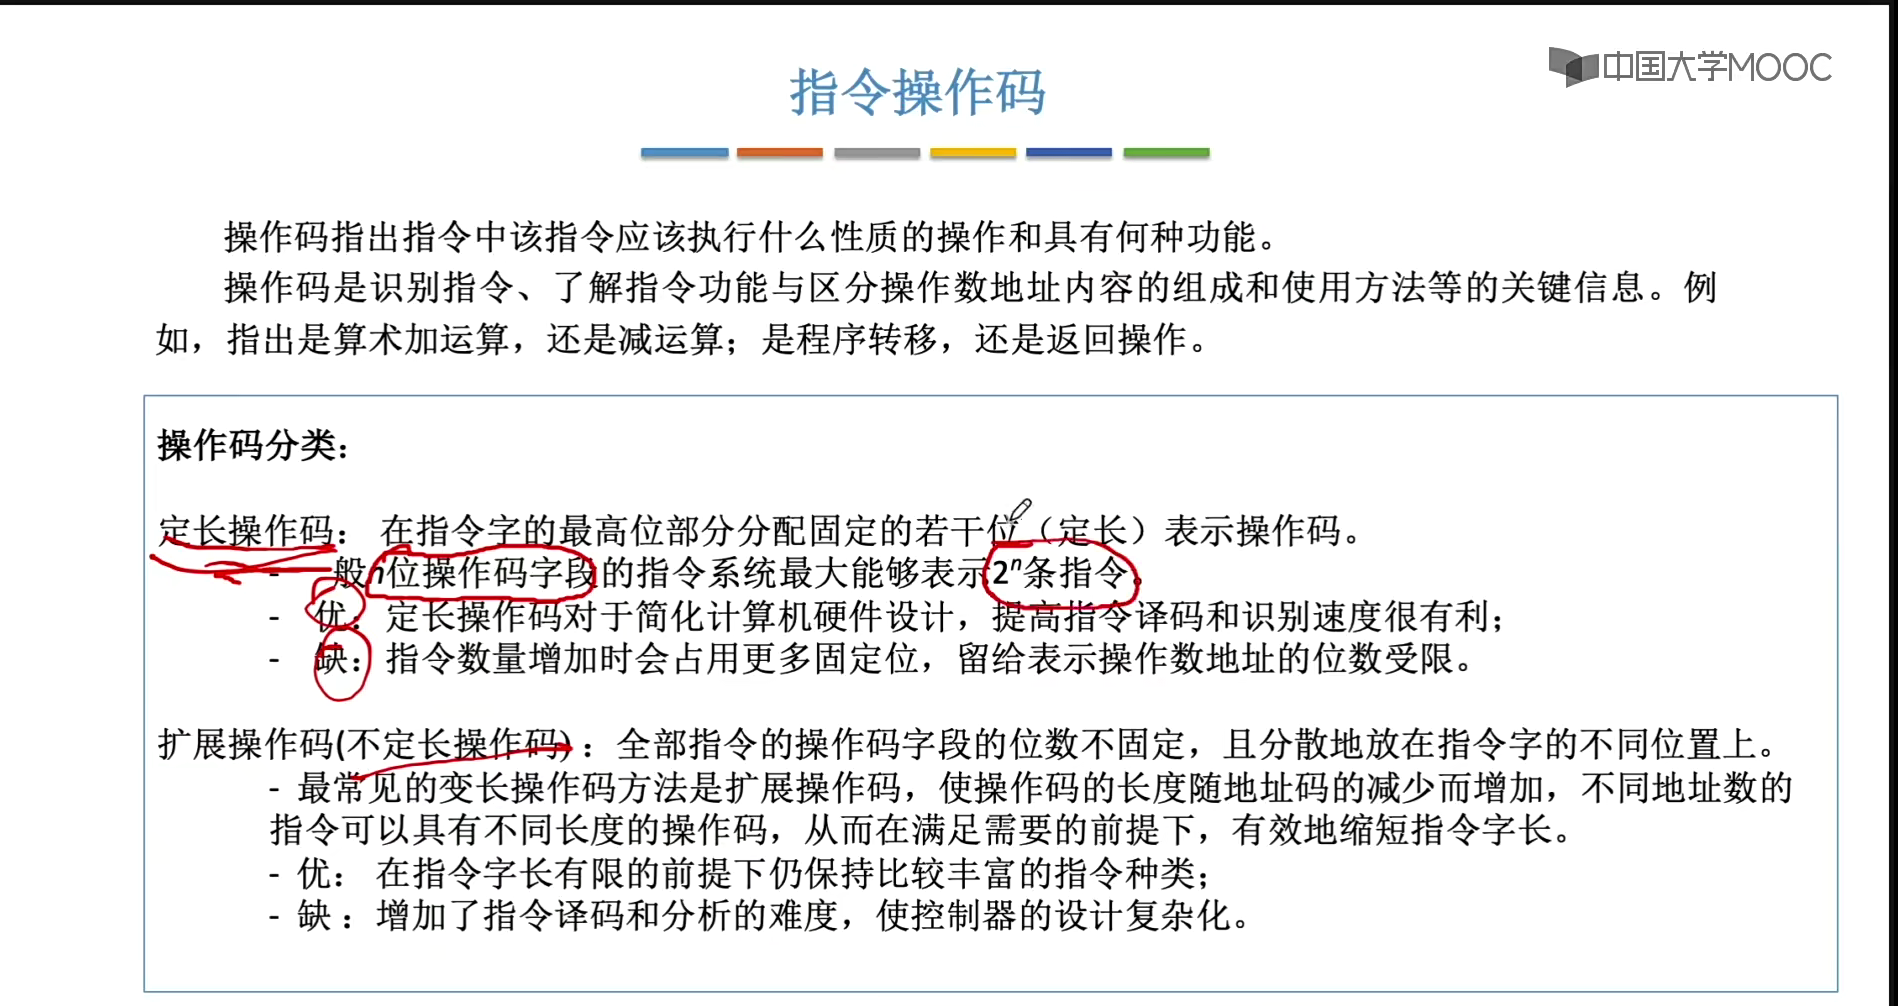 中国大学MOOC
指令操作码
操作码指出指令中该指令应该执行什么性质的操作和具有何种功能。
操作码是识别指令、了解指令功能与区分操作数地址内容的组成和使用方法等的关键信息。例
如，指出是算术加运算，还是减运算；是程序转移，还是返回操作。
操作码分类：
定长操作码： 在指令字的最高位部分分配固定的若干位（定长）表示操作码。
- 一般n位操作码字段的指令系统最大能够表示2ⁿ条指令。
- 优：定长操作码对于简化计算机硬件设计，提高指令译码和识别速度很有利；
- 缺：指令数量增加时会占用更多固定位，留给表示操作数地址的位数受限。
扩展操作码(不定长操作码)：全部指令的操作码字段的位数不固定，且分散地放在指令字的不同位置上。
- 最常见的变长操作码方法是扩展操作码，使操作码的长度随地址码的减少而增加，不同地址数的
指令可以具有不同长度的操作码，从而在满足需要的前提下，有效地缩短指令字长。
- 优： 在指令字长有限的前提下仍保持比较丰富的指令种类；
- 缺：增加了指令译码和分析的难度，使控制器的设计复杂化。